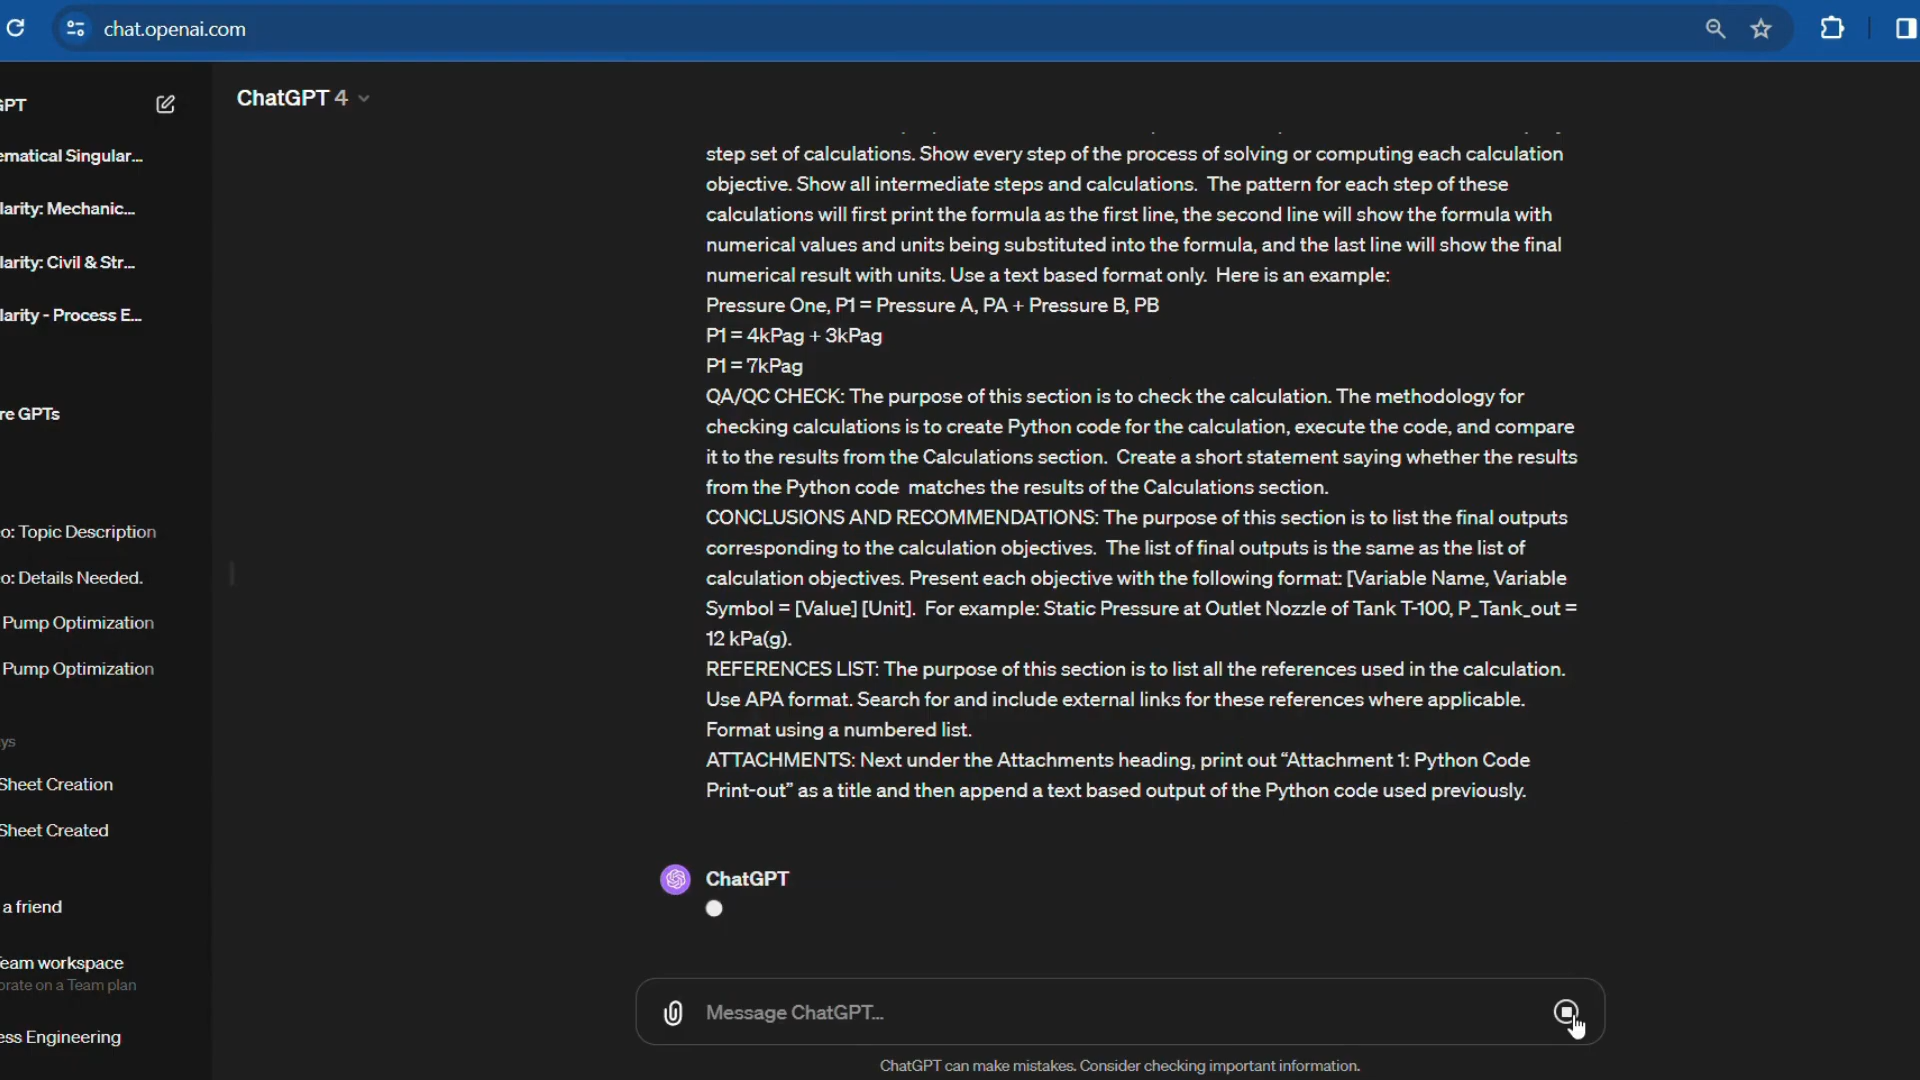 chat.openai.com
GPT
ChatGPT 4
ematical Singular...
larity: Mechanic...
larity: Civil & Str...
larity - Process E...
re GPTs
o: Topic Description
o: Details Needed.
Pump Optimization
Pump Optimization
ys
Sheet Creation
Sheet Created
a friend
Team workspace
orate on a Team plan
ess Engineering
step set of calculations. Show every step of the process of solving or computing each calculation
objective. Show all intermediate steps and calculations.  The pattern for each step of these
calculations will first print the formula as the first line, the second line will show the formula with
numerical values and units being substituted into the formula, and the last line will show the final
numerical result with units. Use a text based format only.  Here is an example:
Pressure One, P1 = Pressure A, PA + Pressure B, PB
P1 = 4kPag + 3kPag
P1 = 7kPag
QA/QC CHECK: The purpose of this section is to check the calculation. The methodology for
checking calculations is to create Python code for the calculation, execute the code, and compare
it to the results from the Calculations section.  Create a short statement saying whether the results
from the Python code  matches the results of the Calculations section.
CONCLUSIONS AND RECOMMENDATIONS: The purpose of this section is to list the final outputs
corresponding to the calculation objectives.  The list of final outputs is the same as the list of
calculation objectives. Present each objective with the following format: [Variable Name, Variable
Symbol = [Value] [Unit].  For example: Static Pressure at Outlet Nozzle of Tank T-100, P_Tank_out =
12 kPa(g).
REFERENCES LIST: The purpose of this section is to list all the references used in the calculation.
Use APA format. Search for and include external links for these references where applicable.
Format using a numbered list.
ATTACHMENTS: Next under the Attachments heading, print out “Attachment 1: Python Code
Print-out” as a title and then append a text based output of the Python code used previously.
ChatGPT
Message ChatGPT...
ChatGPT can make mistakes. Consider checking important information.